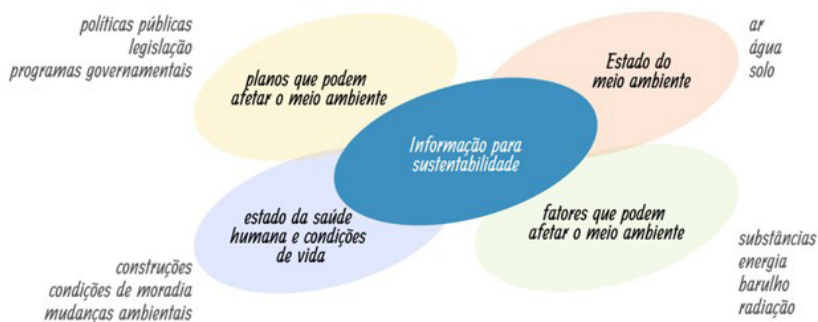 políticas públicas
legislação
programas governamentais
planos que podem
afetar o meio ambiente
Estado do
meio ambiente
ar
água
solo
Informação para
sustentabilidade
estado da saúde
humana e condições
de vida
construções
condições de moradia
mudanças ambientais
fatores que podem
afetar o meio ambiente
substâncias
energia
barulho
radiação